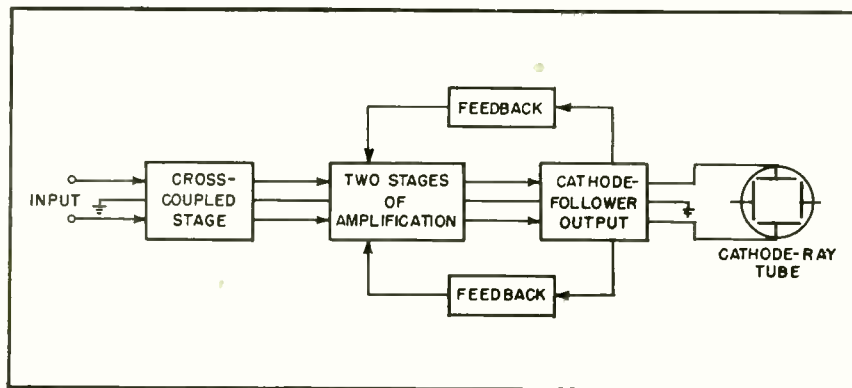 FEEDBACK
INPUT
CROSS-
COUPLED
STAGE
TWO STAGES
OF
AMPLIFICATION
CATHODE-
FOLLOWER
OUTPUT
FEEDBACK
CATHODE-RAY
TUBE